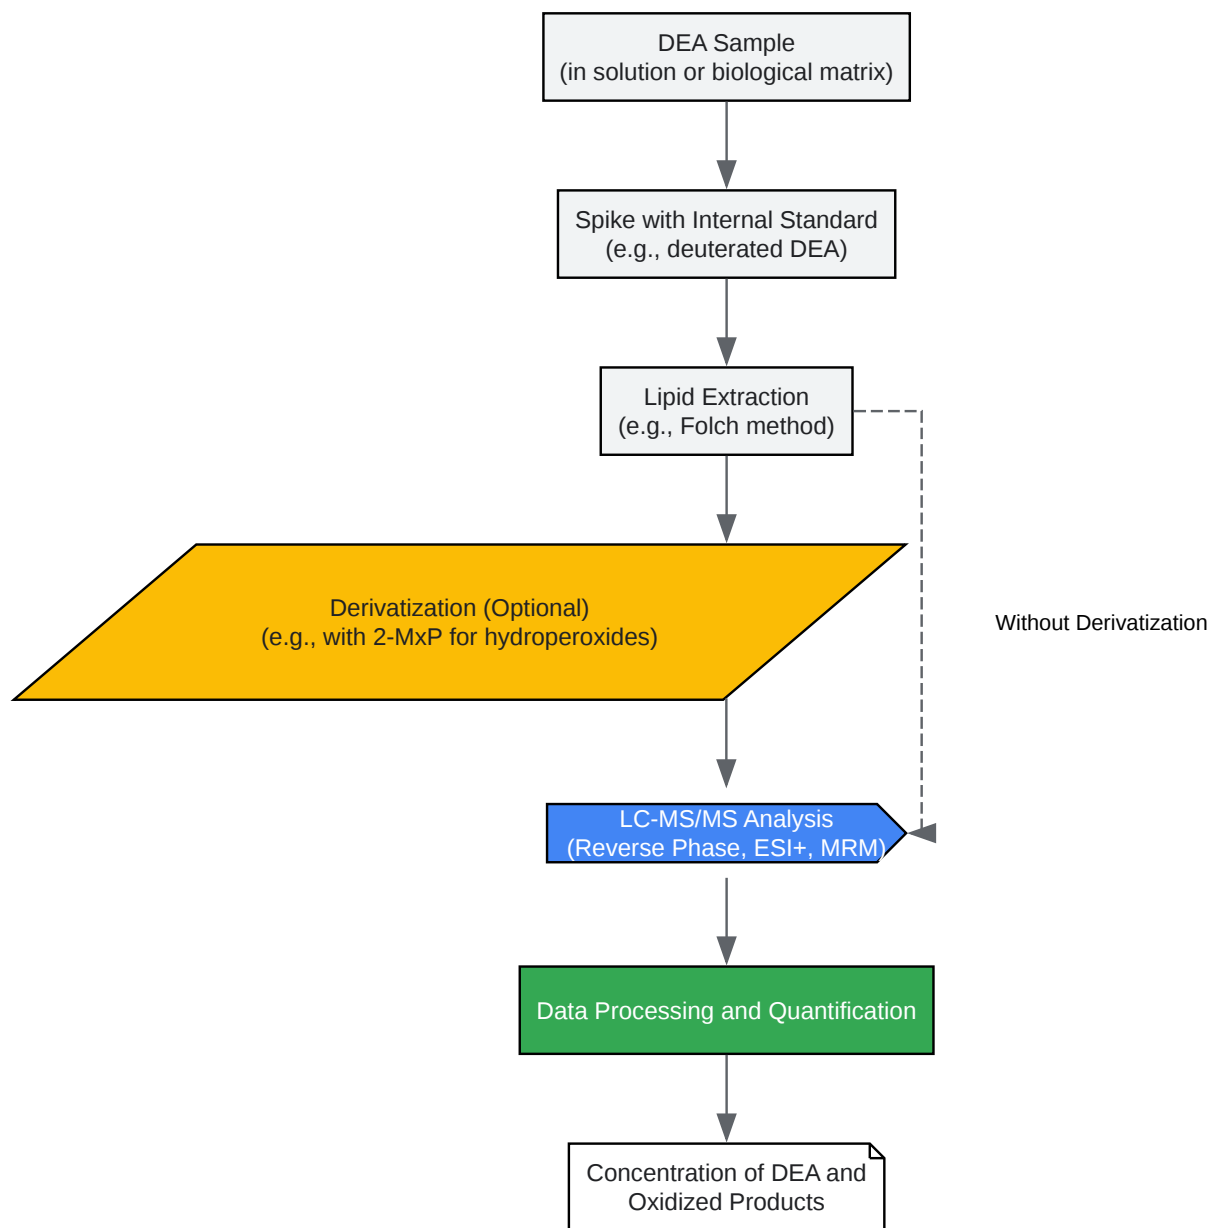 DEA Sample
(in solution or biological matrix)
Spike with Internal Standard
(e.g., deuterated DEA)
Lipid Extraction
(e.g., Folch method)
Derivatization (Optional)
(e.g., with 2-MxP for hydroperoxides)
Without Derivatization
LC-MS/MS Analysis
(Reverse Phase, ESI+, MRM)
Data Processing and Quantification
Concentration of DEA and
Oxidized Products